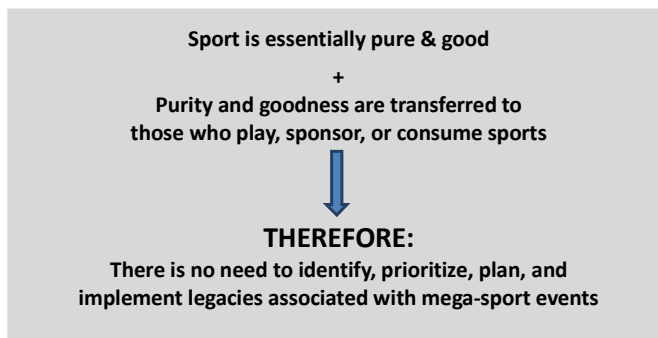 Sport is essentially pure & good
+
Purity and goodness are transferred to
those who play, sponsor, or consume sports
THEREFORE:
There is no need to identify, prioritize, plan, and
implement legacies associated with mega-sport events